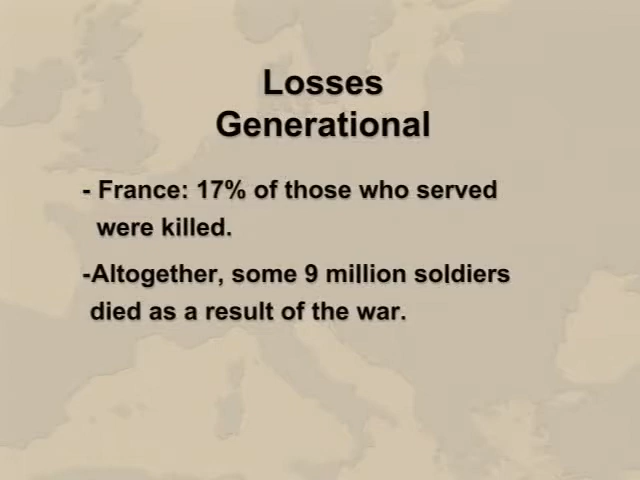 Losses
Generational
- France: 17% of those who served
were killed.
-Altogether, some 9 million soldiers
died as a result of the war.